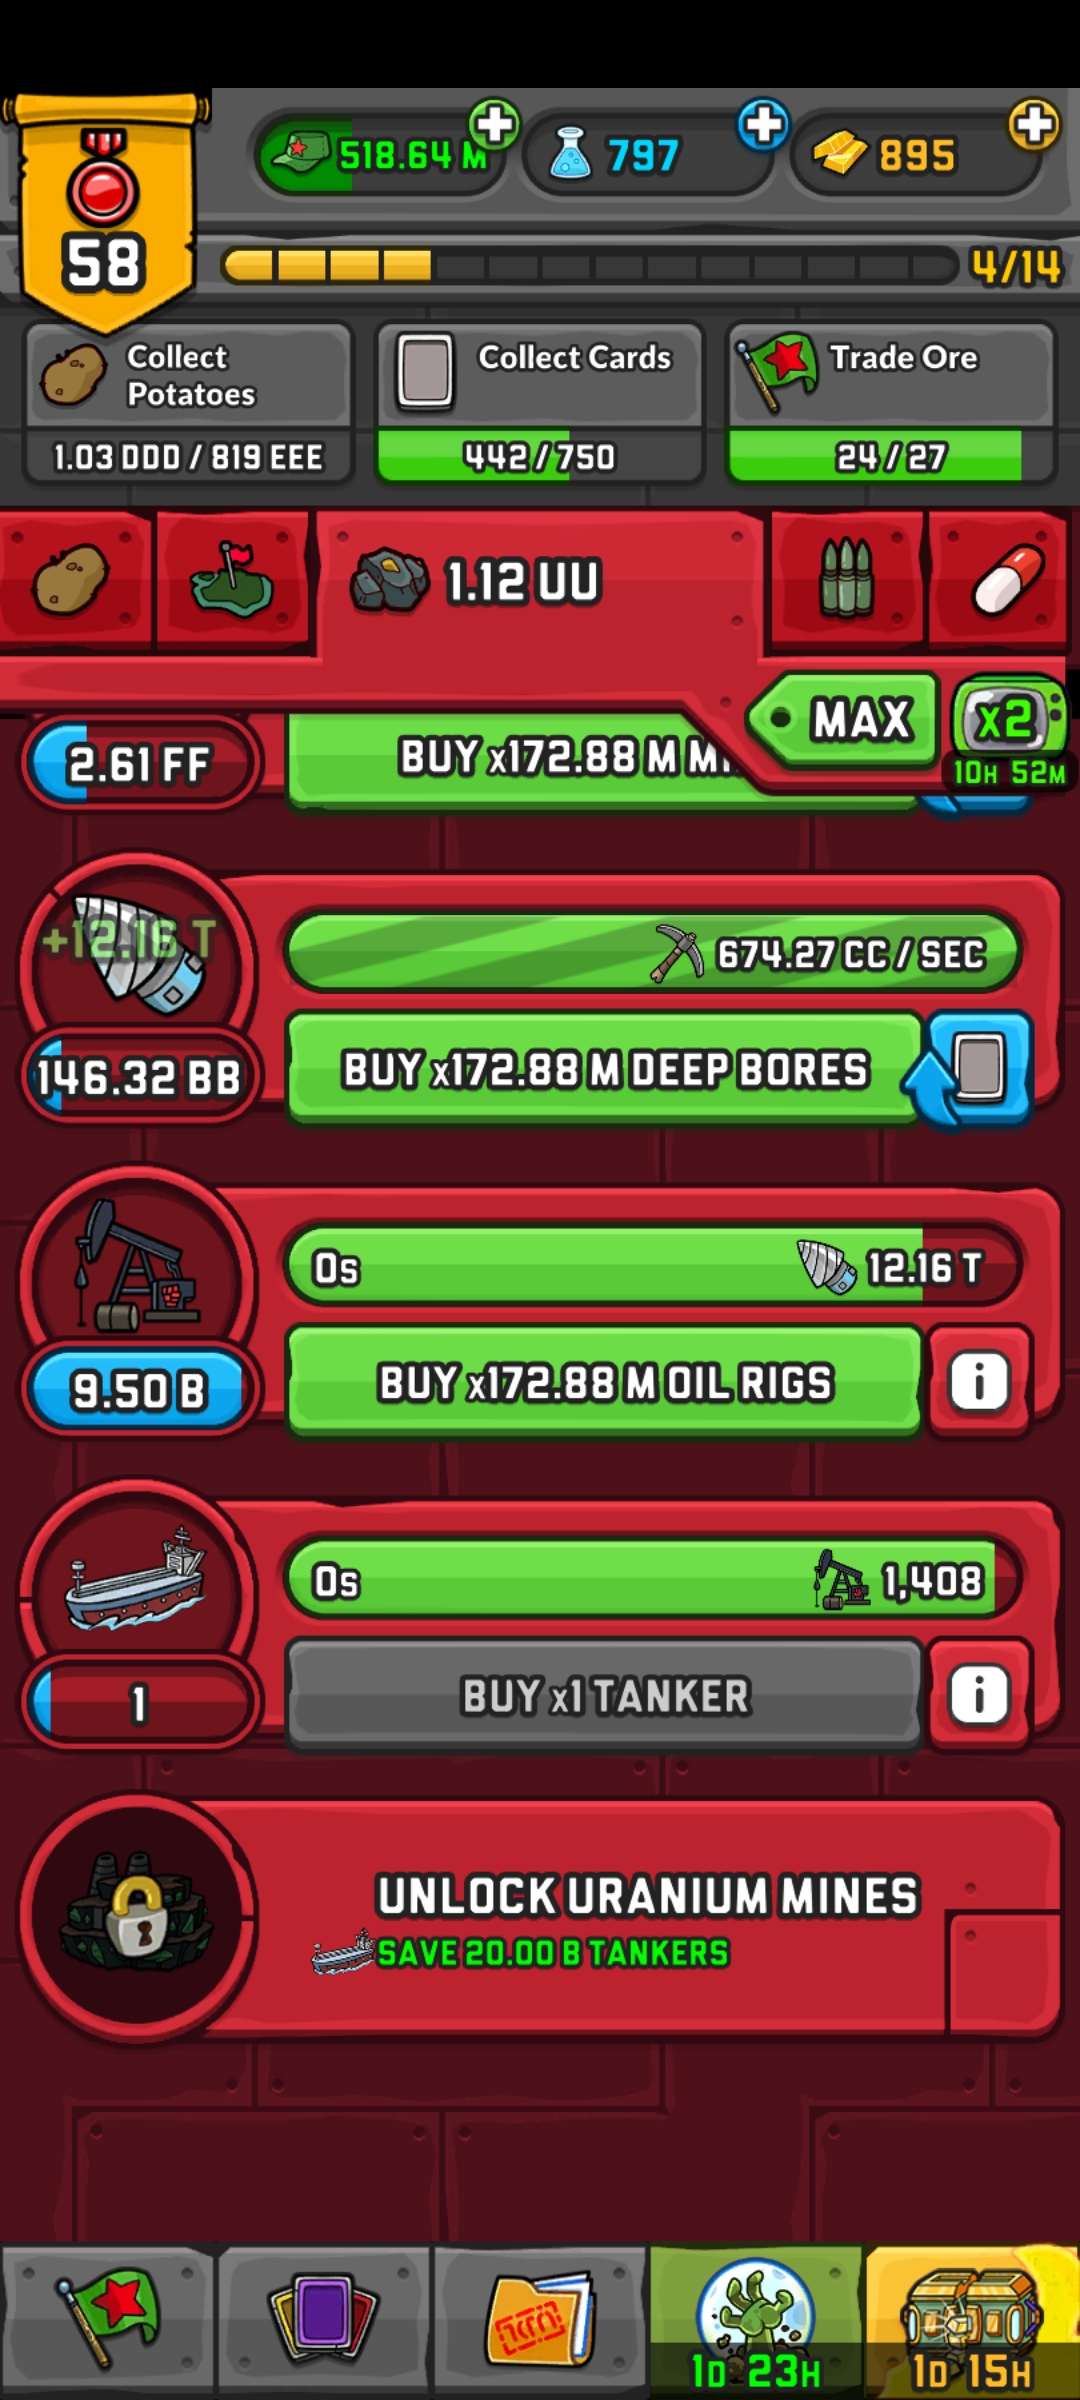 518.64 M
797
895
58
4/14
Collect
Potatoes
Collect Cards
Trade Ore
1.03 DDD / 819 EEE
442/750
24/27
1.12 UU
MAX
x2
10H 52M
2.61 FF
BUY x172.88 M
+12.16 T
674.27 CC / SEC
146.32 BB
BUY x172.88 M DEEP BORES
0s
12.16 T
9.50 B
BUY x172.88 M OIL RIGS
i
0s
1,408
1
BUY x1 TANKER
i
UNLOCK URANIUM MINES
SAVE 20.00 B TANKERS
1D 23H
1D 15H